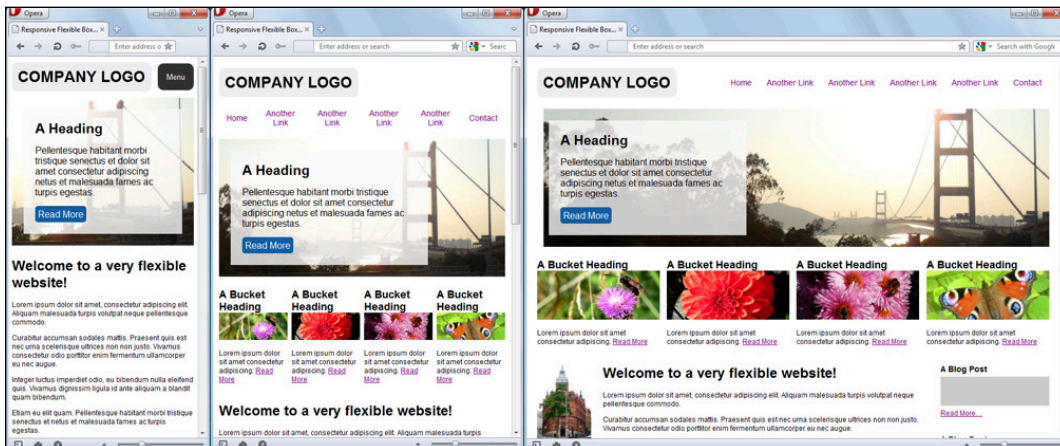 Opera
Responsive Flexible Box...
Enter address o
COMPANY LOGO
Menu
A Heading
Pellentesque habitant morbi
tristique senectus et dolor sit
amet consectetur adipiscing
netus et malesuada fames ac
turpis egestas.
Read More
Welcome to a very flexible
website!
Lorem ipsum dolor sit amet, consectetur adipiscing elit.
Aliquam malesuada turpis volutpat neque pellentesque
commodo.
Curabitur accumsan sodales mattis. Praesent quis est
nec urna scelerisque ultrices non non justo. Vivamus
consectetur odio porttitor enim fermentum ullamcorper
eu nec augue.
Integer luctus imperdiet odio, eu bibendum nulla eleifend
quis. Vivamus dignissim ligula id ante aliquam a blandit
quam bibendum.
Etiam eu elit quam. Pellentesque habitant morbi tristique
senectus et netus et malesuada fames ac turpis
Opera
Responsive Flexible Box...
Enter address or search
Searc
COMPANY LOGO
Home
Another
Link
Another
Link
Another
Link
Another
Link
Contact
A Heading
Pellentesque habitant morbi tristique
senectus et dolor sit amet consectetur
adipiscing netus et malesuada fames ac
turpis egestas.
Read More
A Bucket
Heading
Lorem ipsum dolor
sit amet consectetur
adipiscing. Read
More
A Bucket
Heading
Lorem ipsum dolor
sit amet consectetur
adipiscing. Read
More
A Bucket
Heading
Lorem ipsum dolor
sit amet consectetur
adipiscing. Read
More
A Bucket
Heading
Lorem ipsum dolor
sit amet consectetur
adipiscing. Read
More
Welcome to a very flexible website!
Lorem ipsum dolor sit amet, consectetur adipiscing elit. Aliquam malesuada turpis
Opera
Responsive Flexible Box...
Enter address or search
Search with Google
COMPANY LOGO
Home
Another Link
Another Link
Another Link
Another Link
Contact
A Heading
Pellentesque habitant morbi tristique
senectus et dolor sit amet consectetur
adipiscing netus et malesuada fames ac
turpis egestas.
Read More
A Bucket Heading
Lorem ipsum dolor sit amet
consectetur adipiscing. Read More
A Bucket Heading
Lorem ipsum dolor sit amet
consectetur adipiscing. Read More
A Bucket Heading
Lorem ipsum dolor sit amet
consectetur adipiscing. Read More
A Bucket Heading
Lorem ipsum dolor sit amet
consectetur adipiscing. Read More
Welcome to a very flexible website!
Lorem ipsum dolor sit amet, consectetur adipiscing elit. Aliquam malesuada turpis volutpat neque
pellentesque commodo.
Curabitur accumsan sodales mattis. Praesent quis est nec urna scelerisque ultrices non non justo.
Vivamus consectetur odio porttitor enim fermentum ullamcorper eu nec augue.
A Blog Post
Read More...